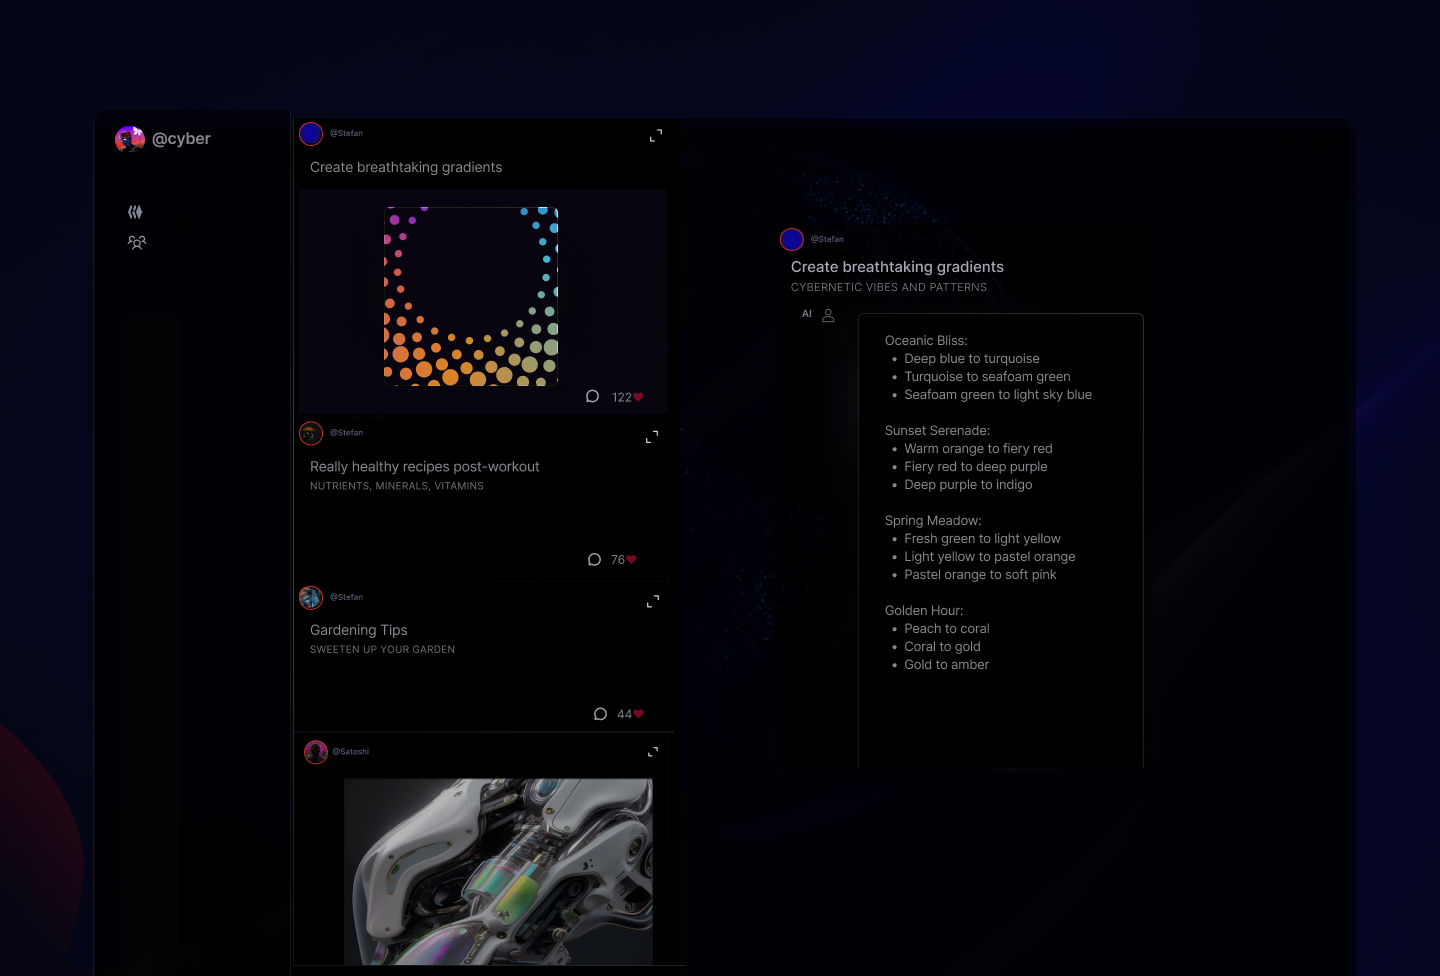 @cyber
@Stefan
Create breathtaking gradients
122
@Stefan
Really healthy recipes post-workout
NUTRIENTS, MINERALS, VITAMINS
76
@Stefan
Gardening Tips
SWEETEN UP YOUR GARDEN
44
@Satoshi
@Stefan
Create breathtaking gradients
CYBERNETIC VIBES AND PATTERNS
AI
Oceanic Bliss:
• Deep blue to turquoise
• Turquoise to seafoam green
• Seafoam green to light sky blue
Sunset Serenade:
• Warm orange to fiery red
• Fiery red to deep purple
• Deep purple to indigo
Spring Meadow:
• Fresh green to light yellow
• Light yellow to pastel orange
• Pastel orange to soft pink
Golden Hour:
• Peach to coral
• Coral to gold
• Gold to amber